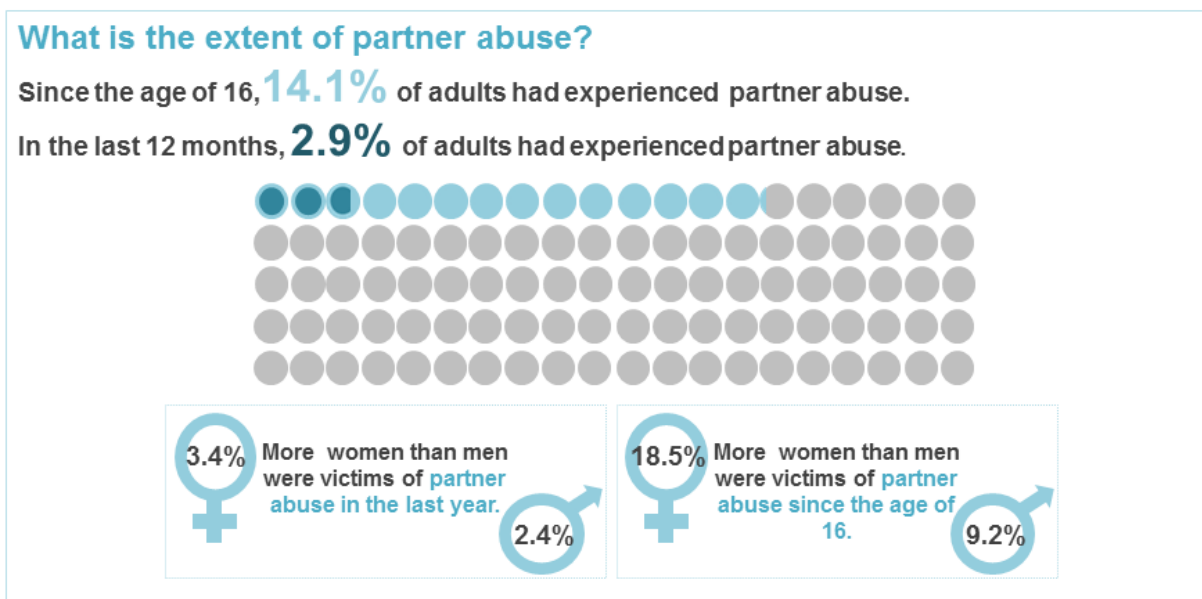 What is the extent of partner abuse?
Since the age of 16, 14.1% of adults had experienced partner abuse.
In the last 12 months, 2.9% of adults had experienced partner abuse.
3.4%
More women than men
were victims of partner
abuse in the last year.
2.4%
18.5%
More women than men
were victims of partner
abuse since the age of
16.
9.2%